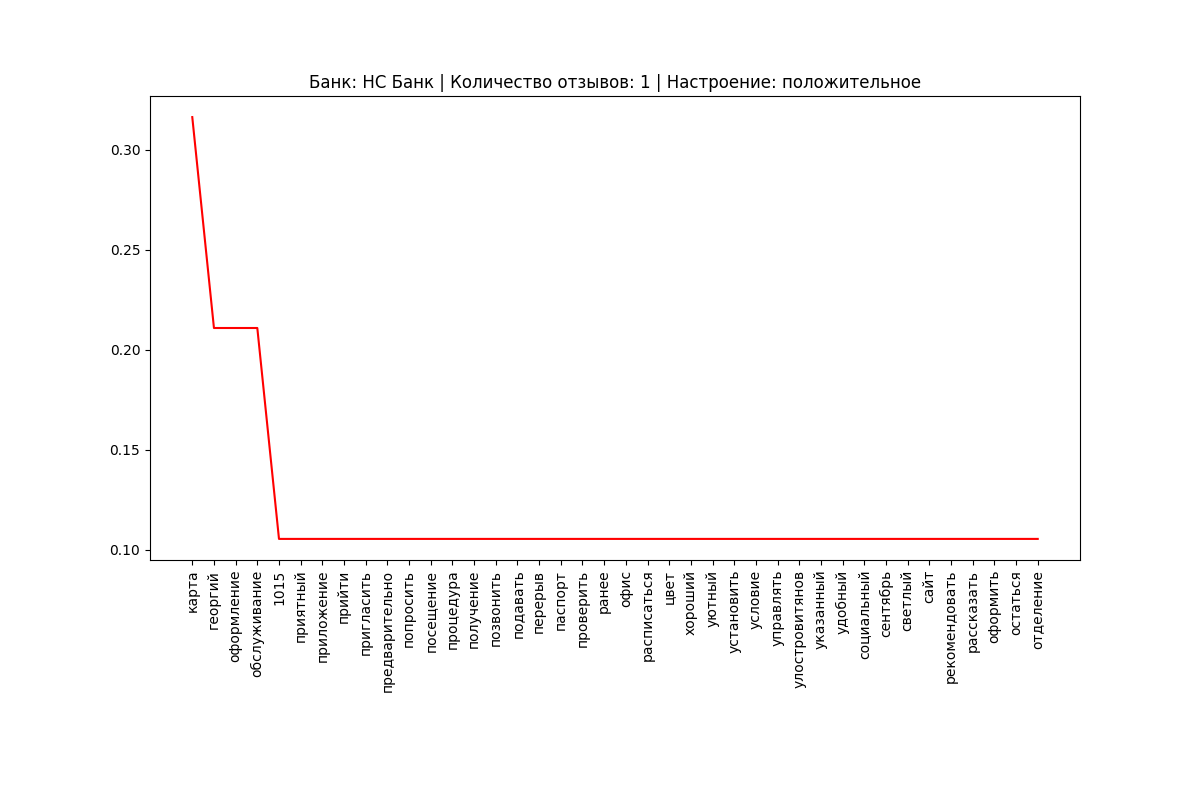 Банк: НС Банк | Количество отзывов: 1 | Настроение: положительное
0.30
0.25
0.20
0.15
0.10
карта
георгий
оформление
обслуживание
1015
приятный
приложение
прийти
пригласить
предварительно
попросить
посещение
процедура
получение
позвонить
подавать
перерыв
паспорт
проверить
ранее
офис
расписаться
цвет
хороший
уютный
установить
условие
управлять
улостровитянов
указанный
удобный
социальный
сентябрь
светлый
сайт
рекомендовать
рассказать
оформить
остаться
отделение